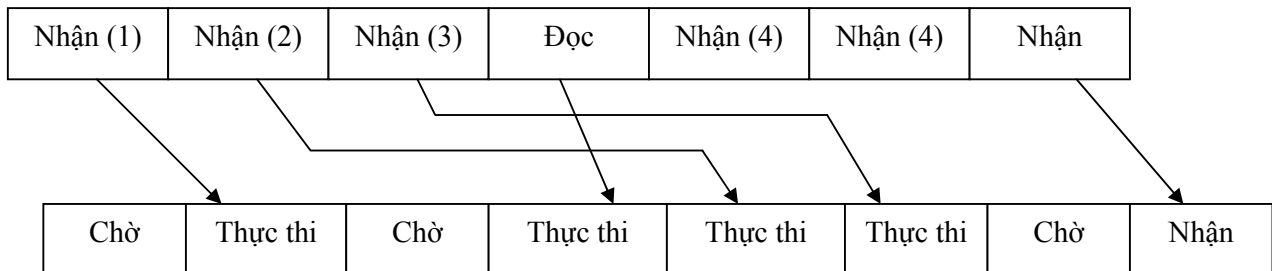 Nhận (1) Nhận (2) Nhận (3) Đọc Nhận (4) Nhận (4) Nhận
Chờ Thực thi Chờ Thực thi Thực thi Thực thi Chờ Nhận